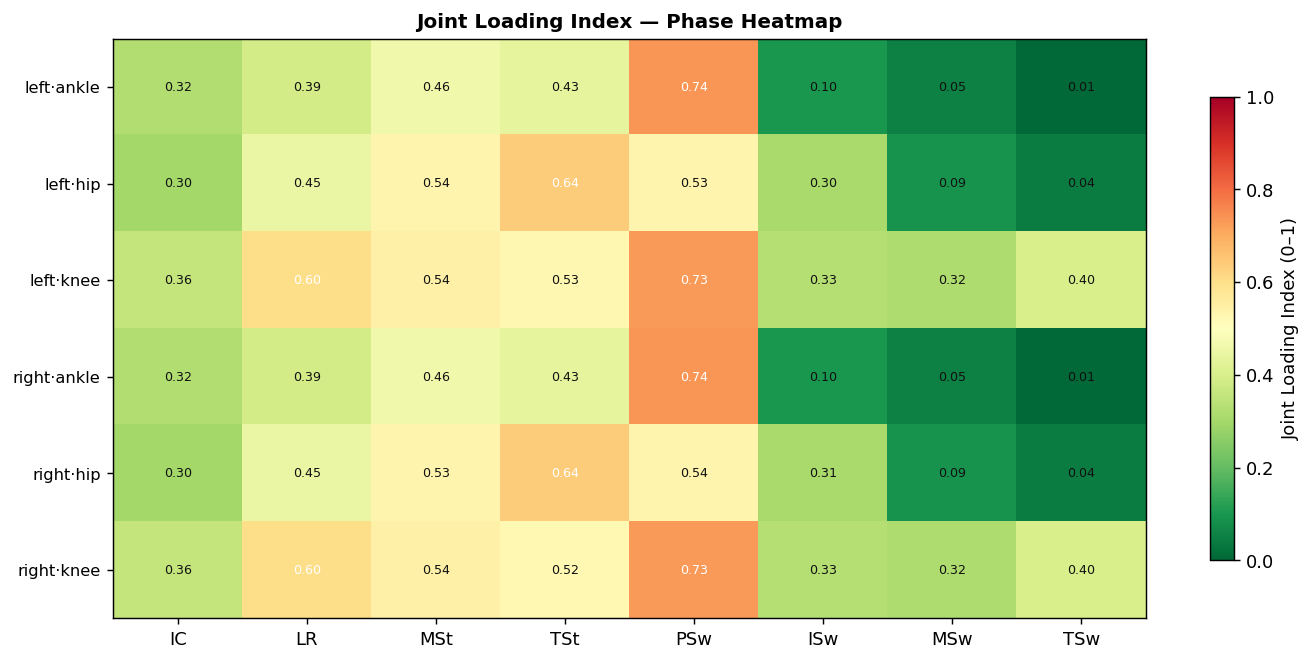 Joint Loading Index — Phase Heatmap
left·ankle 0.32 0.39 0.46 0.43 0.74 0.10 0.05 0.01
left·hip 0.30 0.45 0.54 0.64 0.53 0.30 0.09 0.04
left·knee 0.36 0.60 0.54 0.53 0.73 0.33 0.32 0.40
right·ankle 0.32 0.39 0.46 0.43 0.74 0.10 0.05 0.01
right·hip 0.30 0.45 0.53 0.64 0.54 0.31 0.09 0.04
right·knee 0.36 0.60 0.54 0.52 0.73 0.33 0.32 0.40
IC LR MSt TSt PSw ISw MSw TSw
1.0
0.8
0.6
0.4
0.2
0.0
Joint Loading Index (0–1)